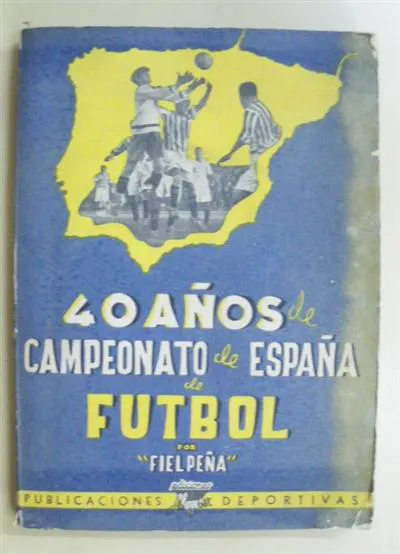 40 AÑOS de
CAMPEONATO de ESPAÑA
de
FUTBOL
POR
"FIELPEÑA"
PUBLICACIONES DEPORTIVAS